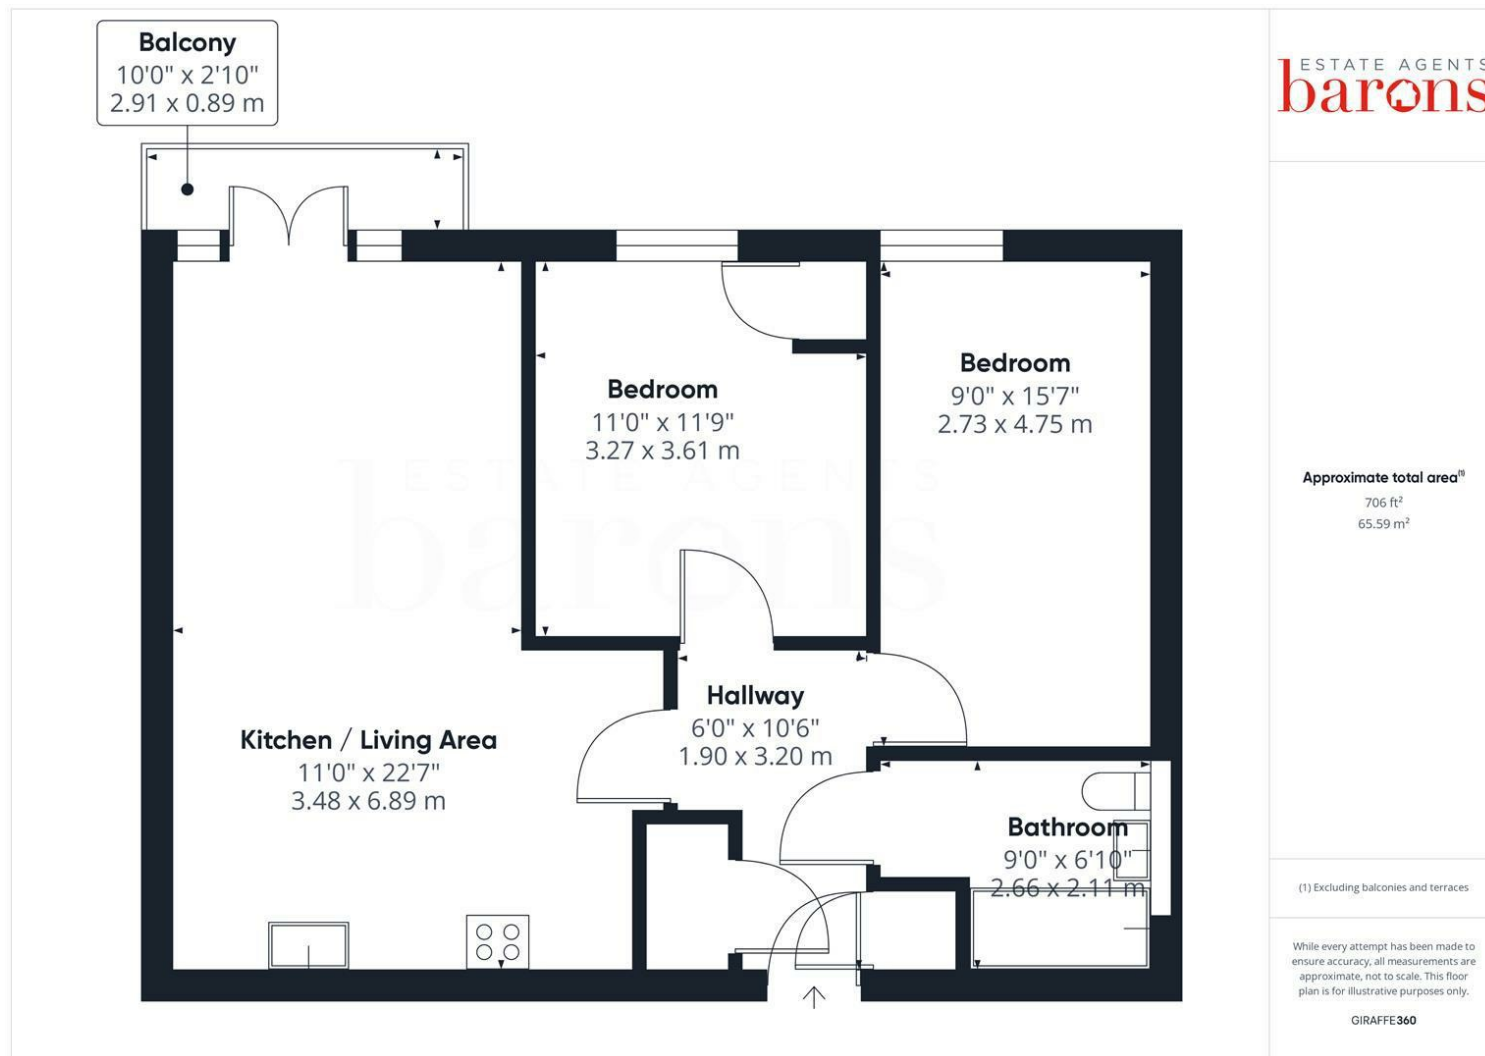 Balcony
10'0" x 2'10"
2.91 x 0.89 m
ESTATE AGENTS
barons
Bedroom
11'0" x 11'9"
3.27 x 3.61 m
Bedroom
9'0" x 15'7"
2.73 x 4.75 m
ESTATE AGENTS
barons
Approximate total area(1)
706 ft²
65.59 m²
Hallway
6'0" x 10'6"
1.90 x 3.20 m
Kitchen / Living Area
11'0" x 22'7"
3.48 x 6.89 m
Bathroom
9'0" x 6'10"
2.66 x 2.11 m
(1) Excluding balconies and terraces
While every attempt has been made to
ensure accuracy, all measurements are
approximate, not to scale. This floor
plan is for illustrative purposes only.
GIRAFFE360